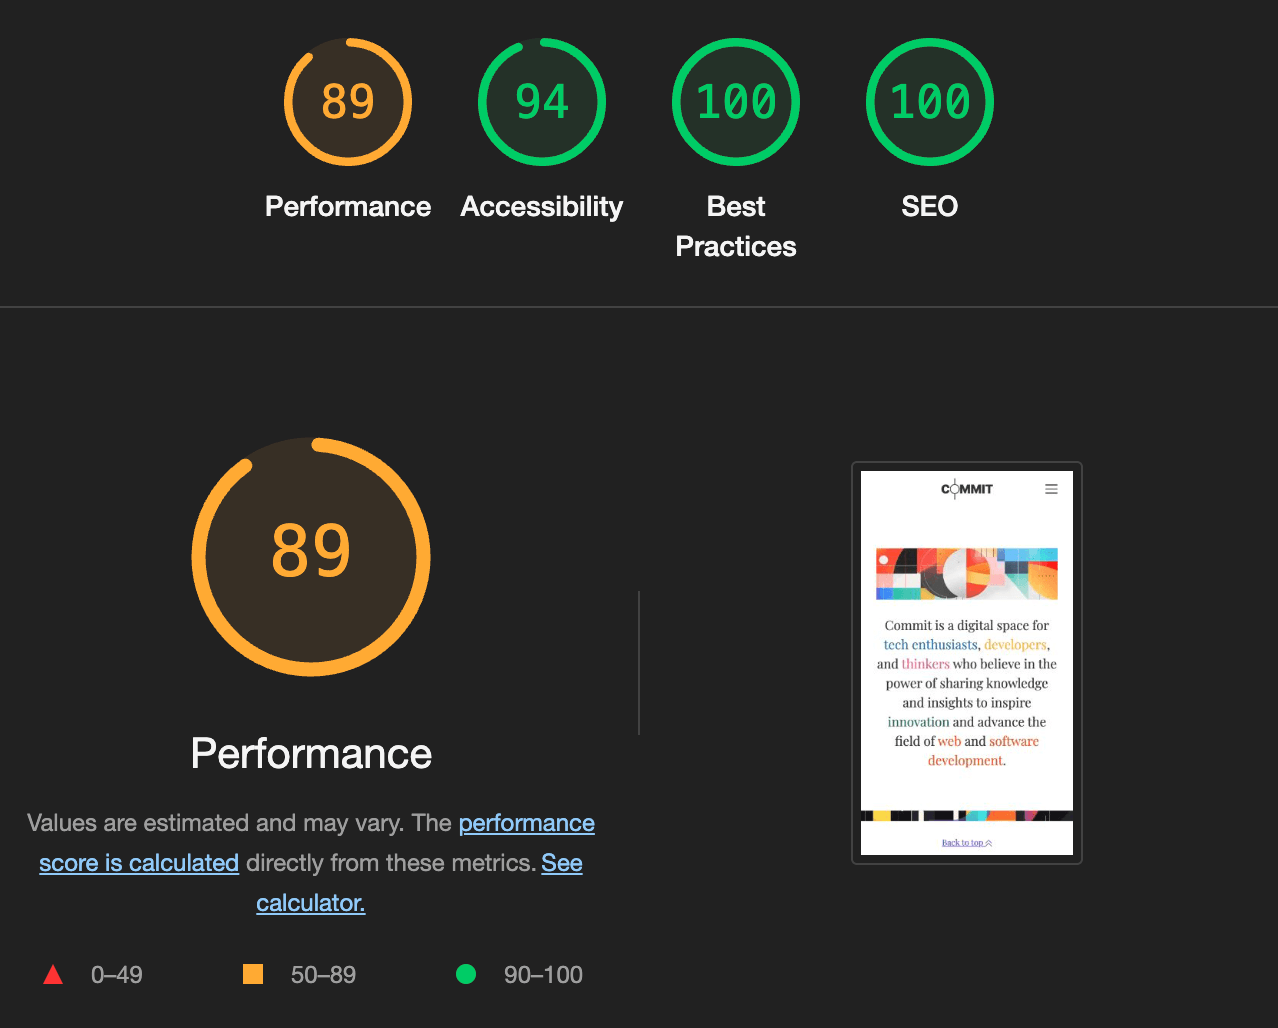 89
94
100
100
Performance
Accessibility
Best
Practices
SEO
89
Performance
Values are estimated and may vary. The performance
score is calculated directly from these metrics. See
calculator.
0–49
50–89
90–100
COMMIT
Commit is a digital space for
tech enthusiasts, developers,
and thinkers who believe in the
power of sharing knowledge
and insights to inspire
innovation and advance the
field of web and software
development.
Back to top